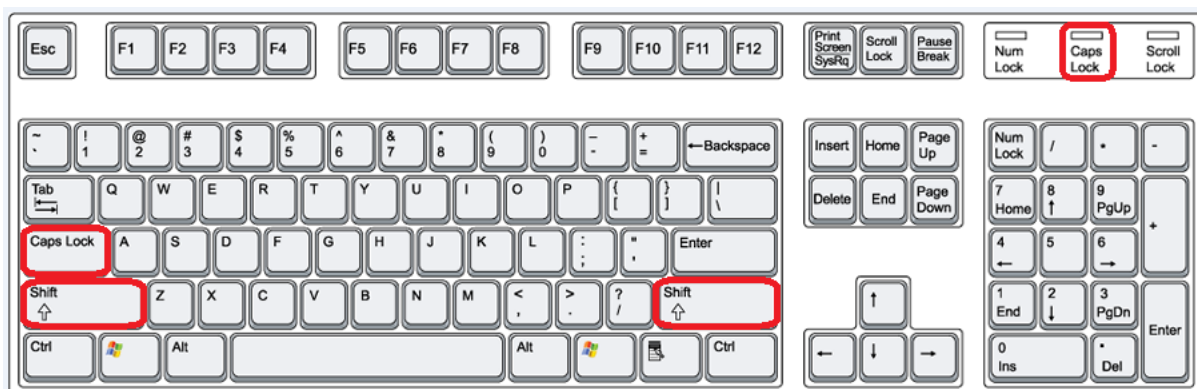 Esc F1 F2 F3 F4 F5 F6 F7 F8 F9 F10 F11 F12 Print Screen SysRq Scroll Lock Pause Break Num Lock Caps Lock Scroll Lock
~ ` ! 1 @ 2 # 3 $ 4 % 5 ^ 6 & 7 * 8 ( 9 ) 0 _ - + = ←Backspace Insert Home Page Up Num Lock / * -
Tab Q W E R T Y U I O P { [ } ] | \ Delete End Page Down 7 Home 8 ↑ 9 PgUp +
Caps Lock A S D F G H J K L : ; " ' Enter 4 ← 5 6 →
Shift ⇧ Z X C V B N M < , > . ? / Shift ⇧ ↑ 1 End 2 ↓ 3 PgDn Enter
Ctrl Alt Alt Ctrl ← ↓ → 0 Ins . Del